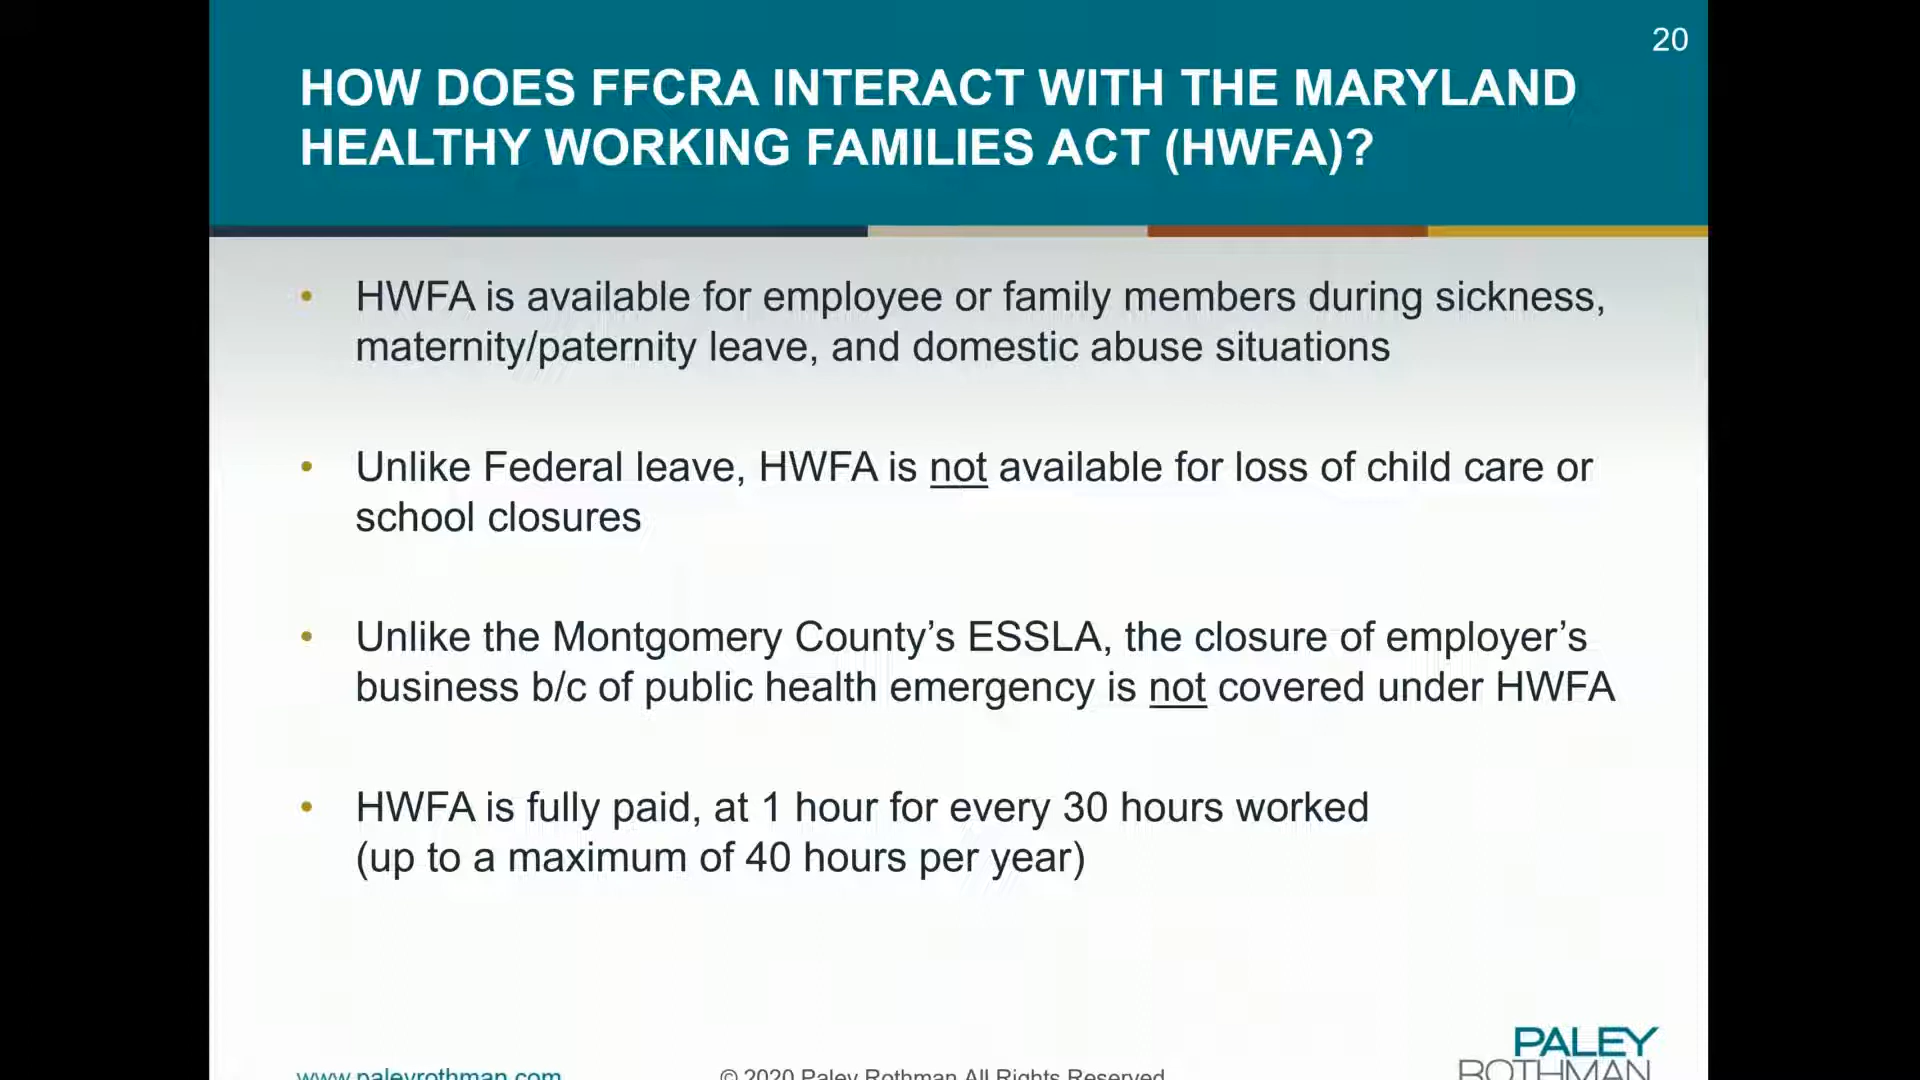 20
HOW DOES FFCRA INTERACT WITH THE MARYLAND
HEALTHY WORKING FAMILIES ACT (HWFA)?
• HWFA is available for employee or family members during sickness,
maternity/paternity leave, and domestic abuse situations
• Unlike Federal leave, HWFA is not available for loss of child care or
school closures
• Unlike the Montgomery County’s ESSLA, the closure of employer’s
business b/c of public health emergency is not covered under HWFA
• HWFA is fully paid, at 1 hour for every 30 hours worked
(up to a maximum of 40 hours per year)
PALEY
ROTHMAN
www.paleyrothman.com
© 2020 Paley Rothman All Rights Reserved